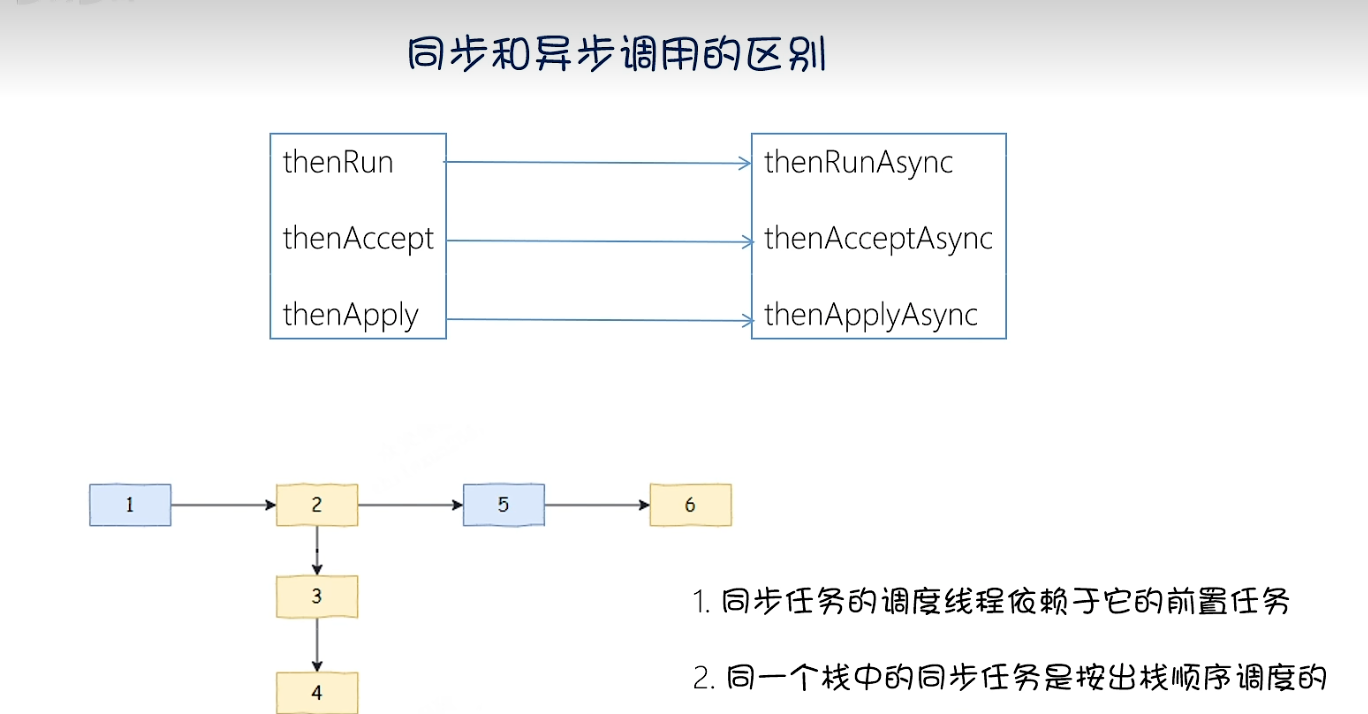 同步和异步调用的区别
thenRun
thenRunAsync
thenAccept
thenAcceptAsync
thenApply
thenApplyAsync
1
2
5
6
3
4
1. 同步任务的调度线程依赖于它的前置任务
2. 同一个栈中的同步任务是按出栈顺序调度的